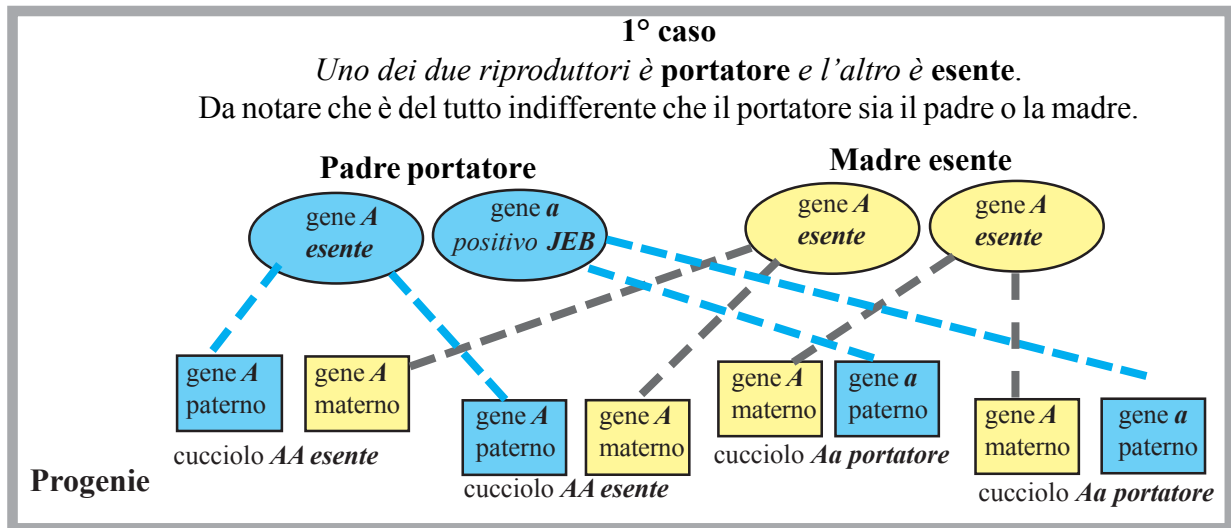 1° caso
Uno dei due riproduttori è portatore e l'altro è esente.
Da notare che è del tutto indifferente che il portatore sia il padre o la madre.
Padre portatore
Madre esente
gene A
esente
gene a
positivo JEB
gene A
esente
gene A
esente
gene A
paterno
gene A
materno
cucciolo AA esente
gene A
paterno
gene A
materno
cucciolo AA esente
gene A
materno
gene a
paterno
cucciolo Aa portatore
gene A
materno
gene a
paterno
cucciolo Aa portatore
Progenie